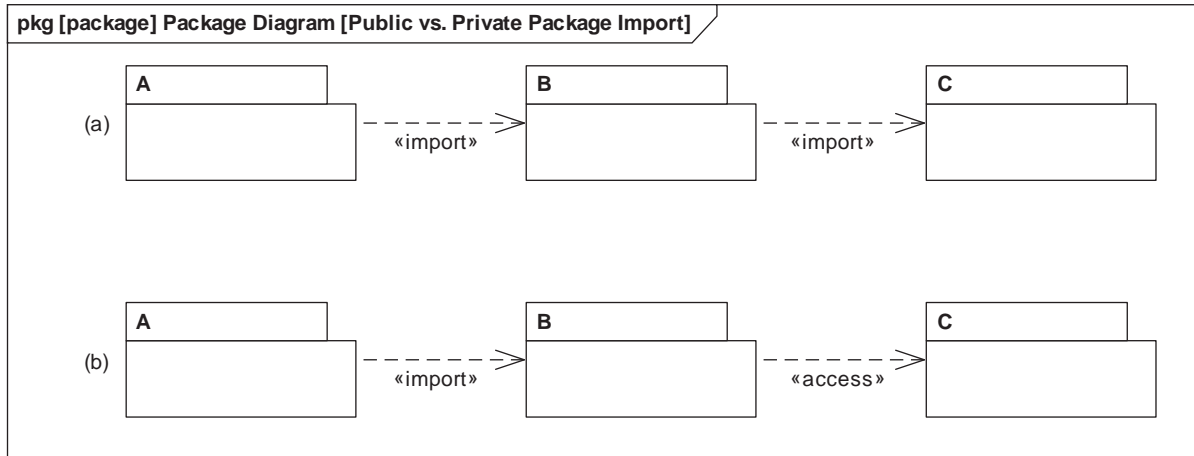 pkg [package] Package Diagram [Public vs. Private Package Import]
A B C
(a)
«import» «import»
A B C
(b)
«import» «access»